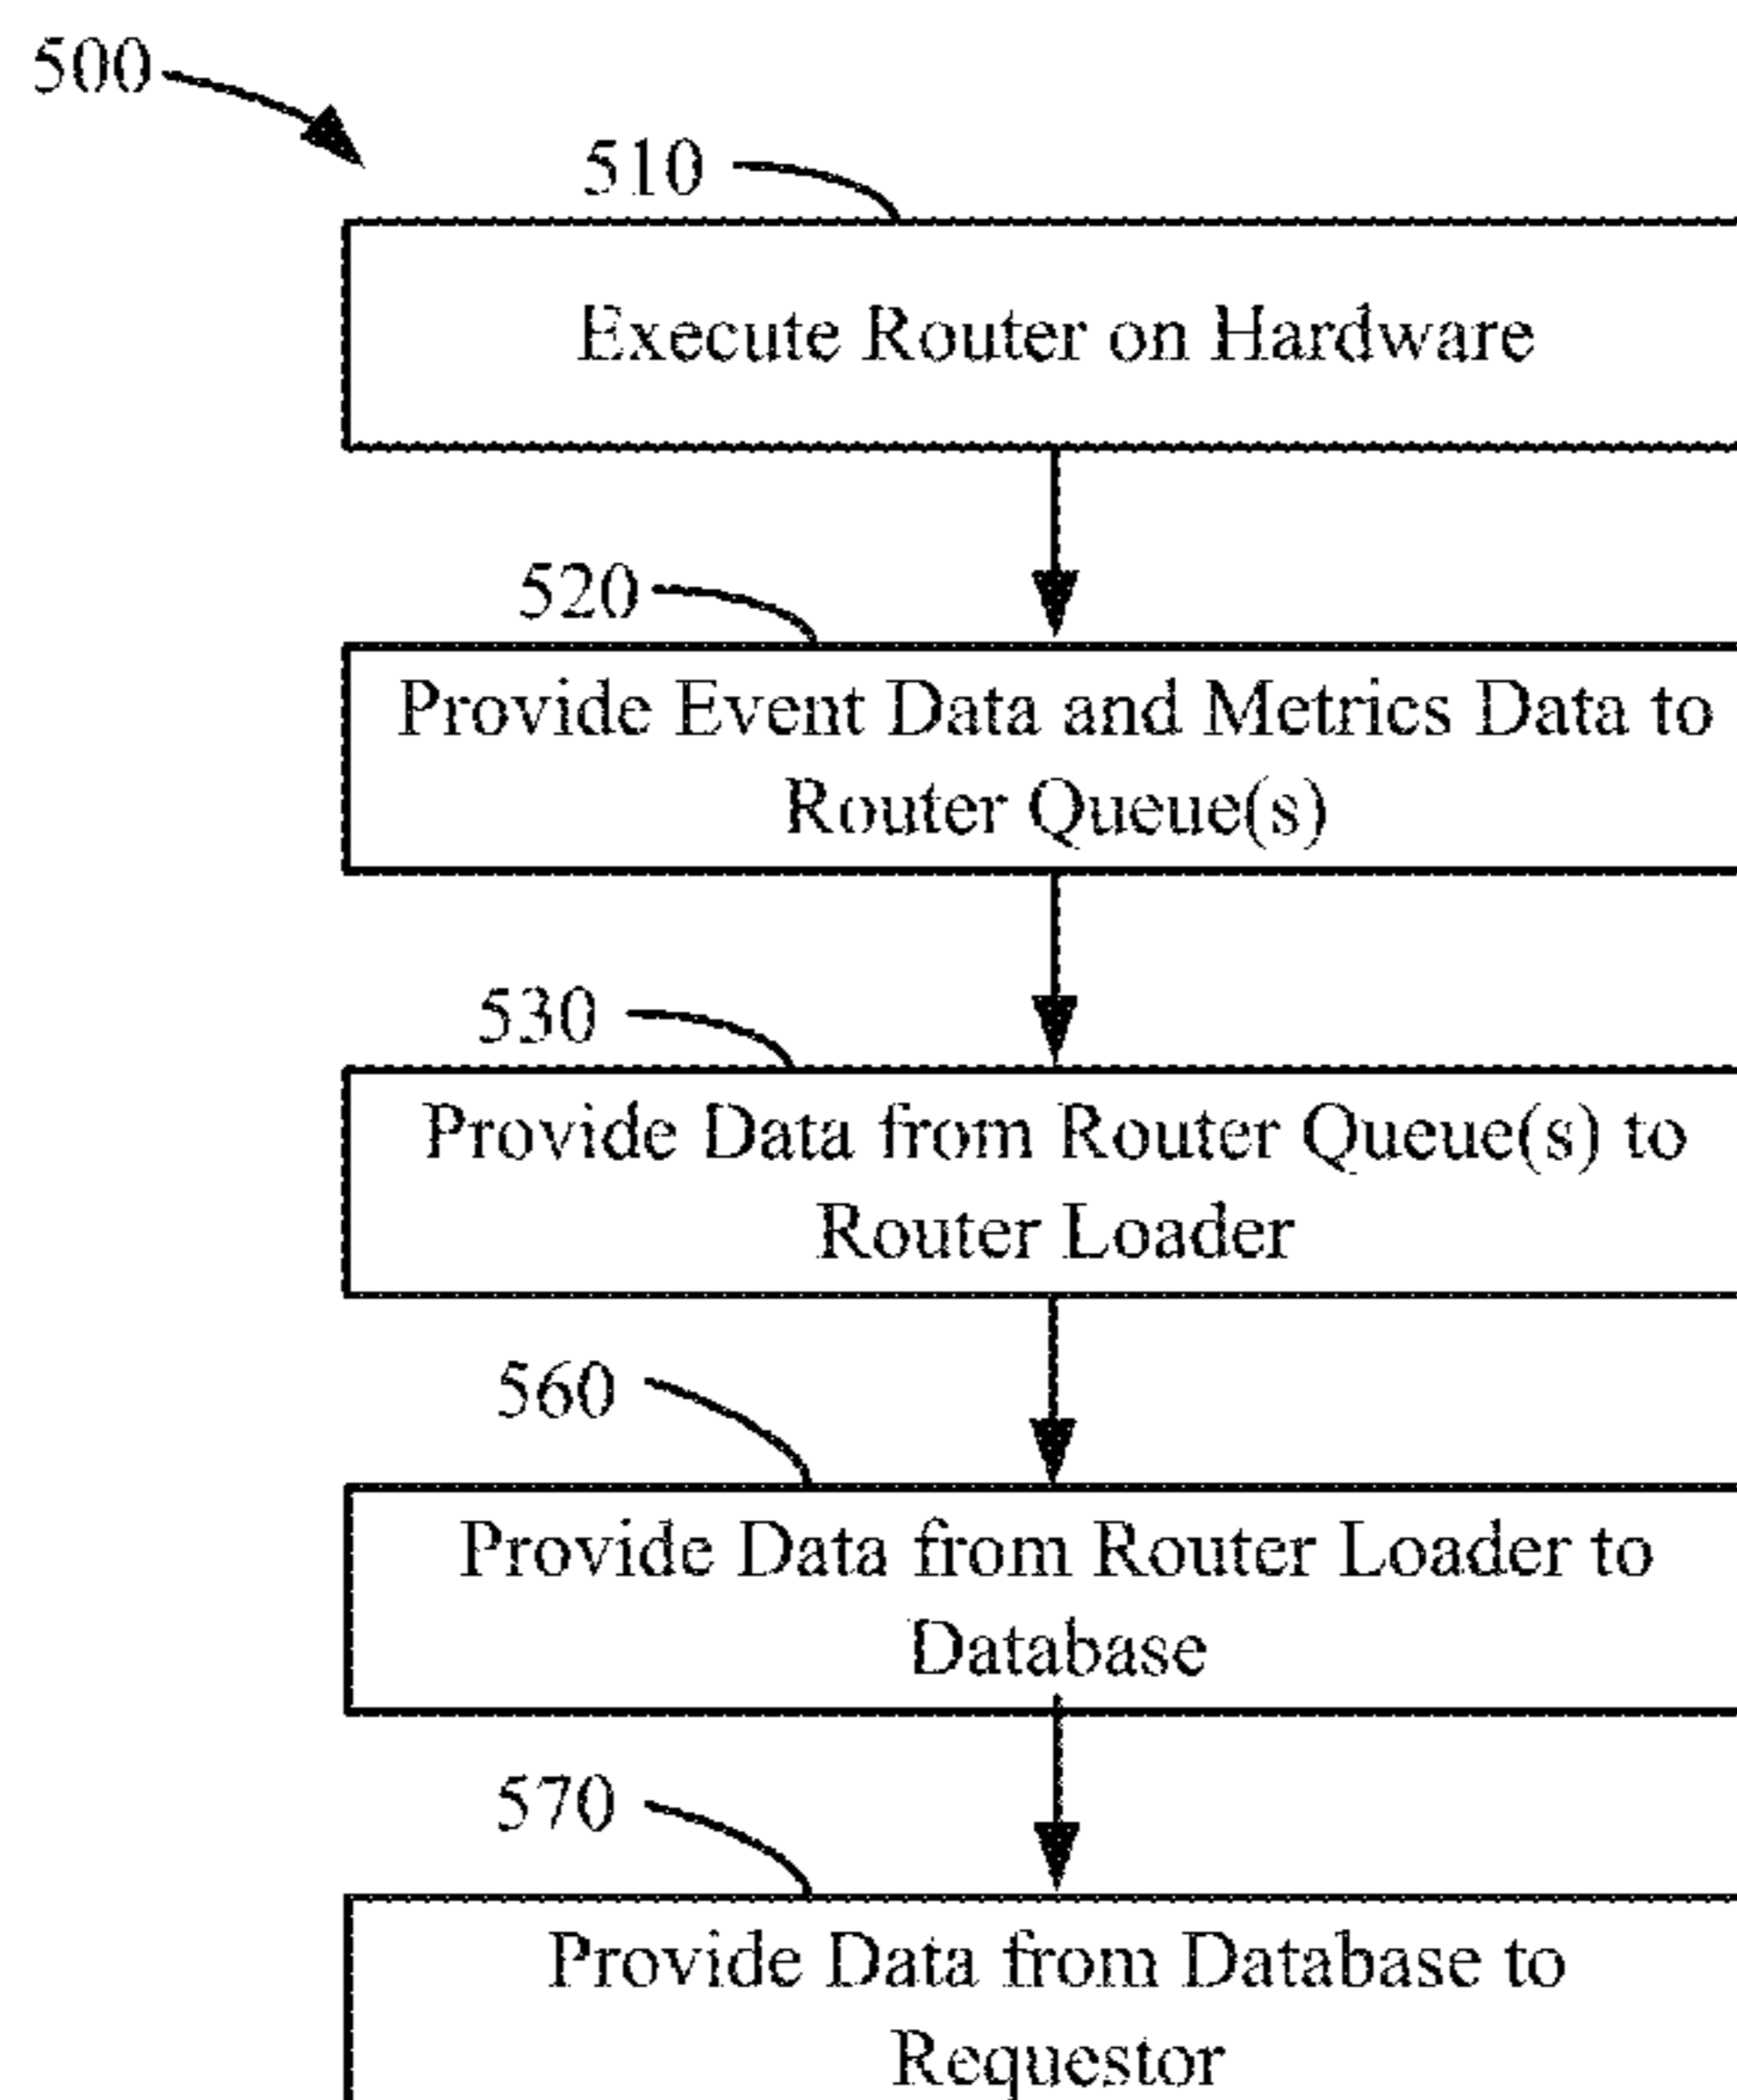 500
510
Execute Router on Hardware
520
Provide Event Data and Metrics Data to
Router Queue(s)
530
Provide Data from Router Queue(s) to
Router Loader
560
Provide Data from Router Loader to
Database
570
Provide Data from Database to
Requestor